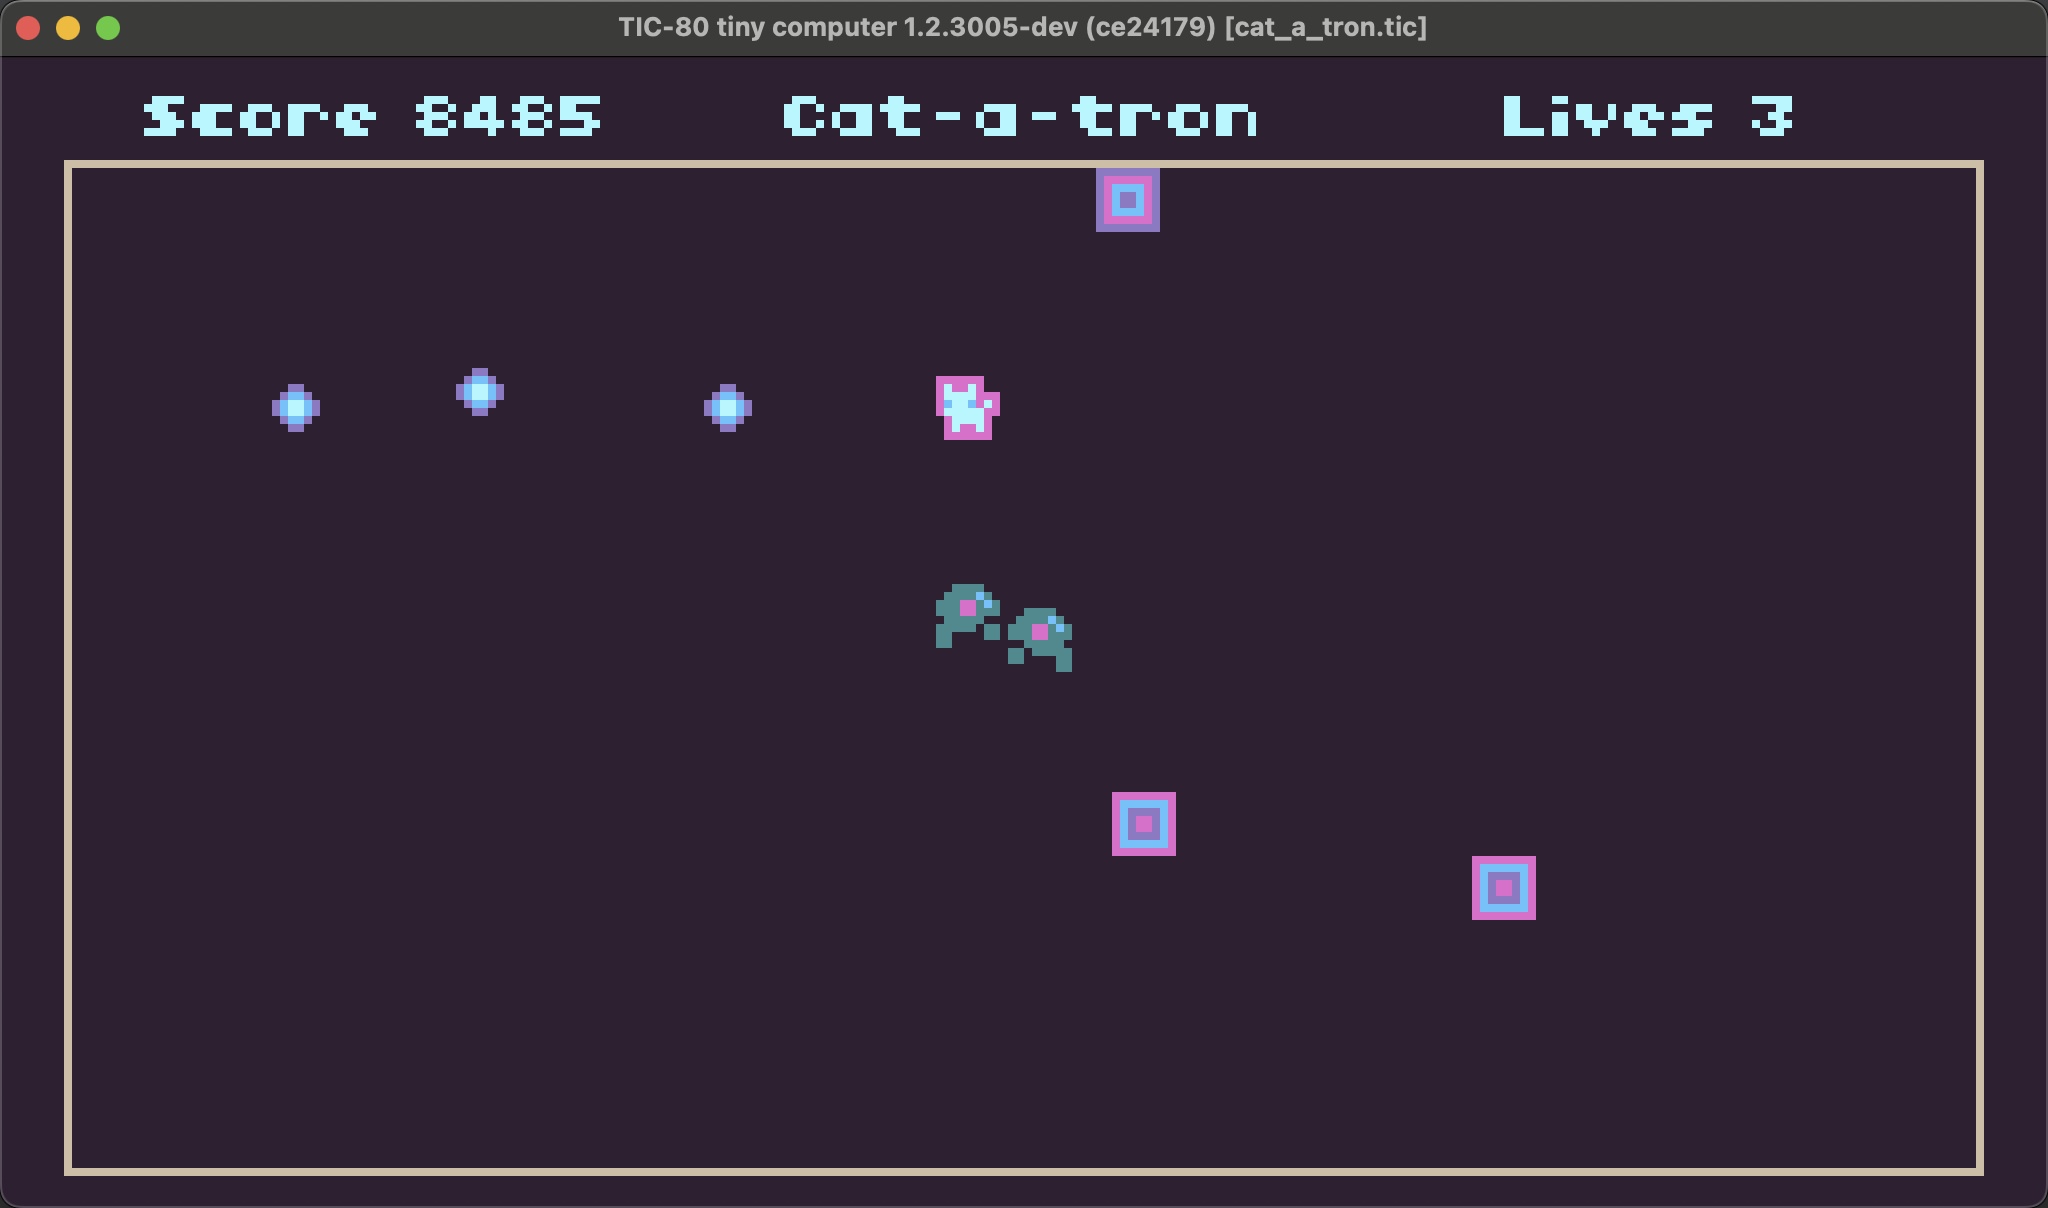 TIC-80 tiny computer 1.2.3005-dev (ce24179) [cat_a_tron.tic]
Score 8485 Cat-a-tron Lives 3